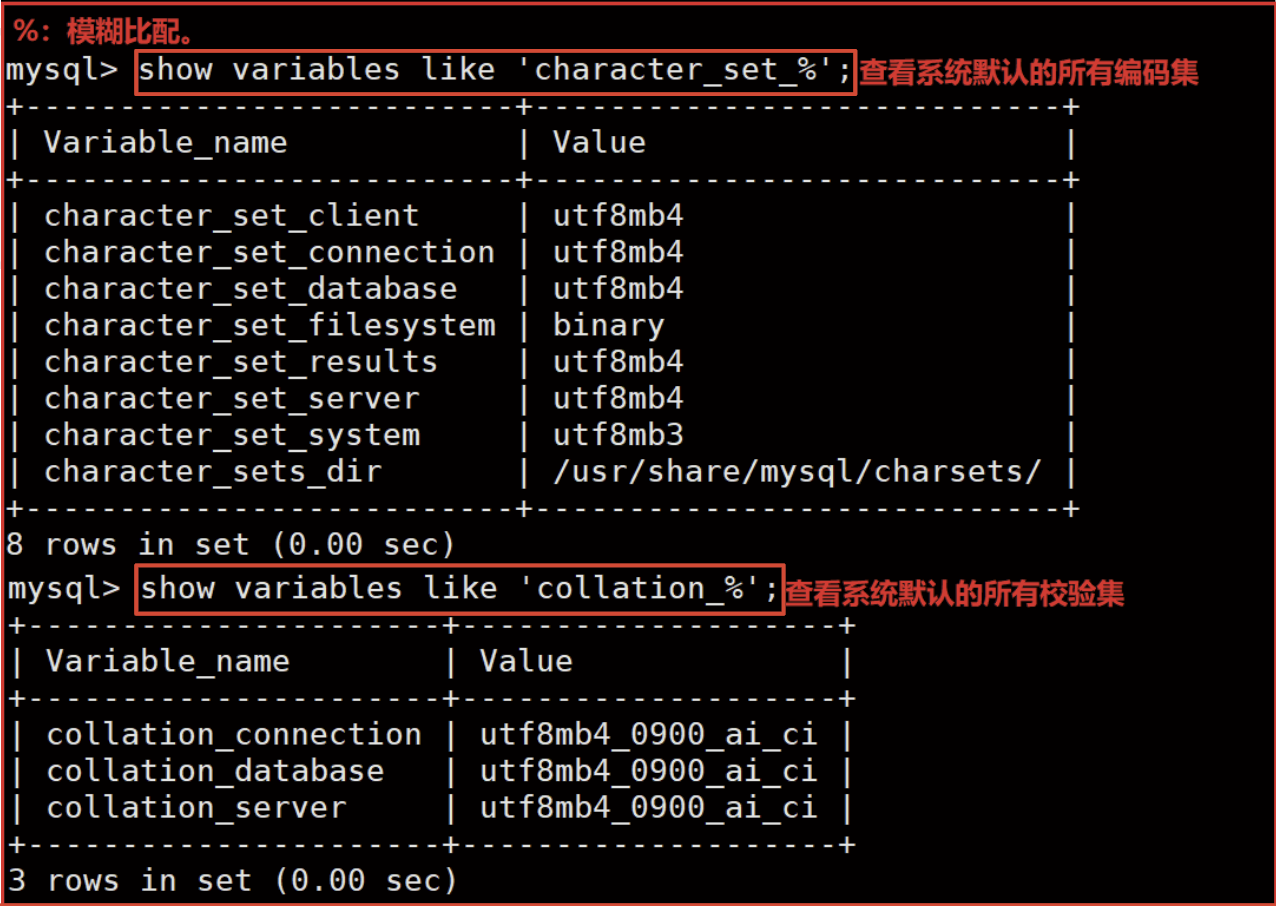 %：模糊比配。
mysql> show variables like 'character_set_%'; 查看系统默认的所有编码集
+--------------------------+----------------------------+
| Variable_name            | Value                      |
+--------------------------+----------------------------+
| character_set_client     | utf8mb4                    |
| character_set_connection | utf8mb4                    |
| character_set_database   | utf8mb4                    |
| character_set_filesystem | binary                     |
| character_set_results    | utf8mb4                    |
| character_set_server     | utf8mb4                    |
| character_set_system     | utf8mb3                    |
| character_sets_dir       | /usr/share/mysql/charsets/ |
+--------------------------+----------------------------+
8 rows in set (0.00 sec)
mysql> show variables like 'collation_%'; 查看系统默认的所有校验集
+----------------------+--------------------+
| Variable_name        | Value              |
+----------------------+--------------------+
| collation_connection | utf8mb4_0900_ai_ci |
| collation_database   | utf8mb4_0900_ai_ci |
| collation_server     | utf8mb4_0900_ai_ci |
+----------------------+--------------------+
3 rows in set (0.00 sec)